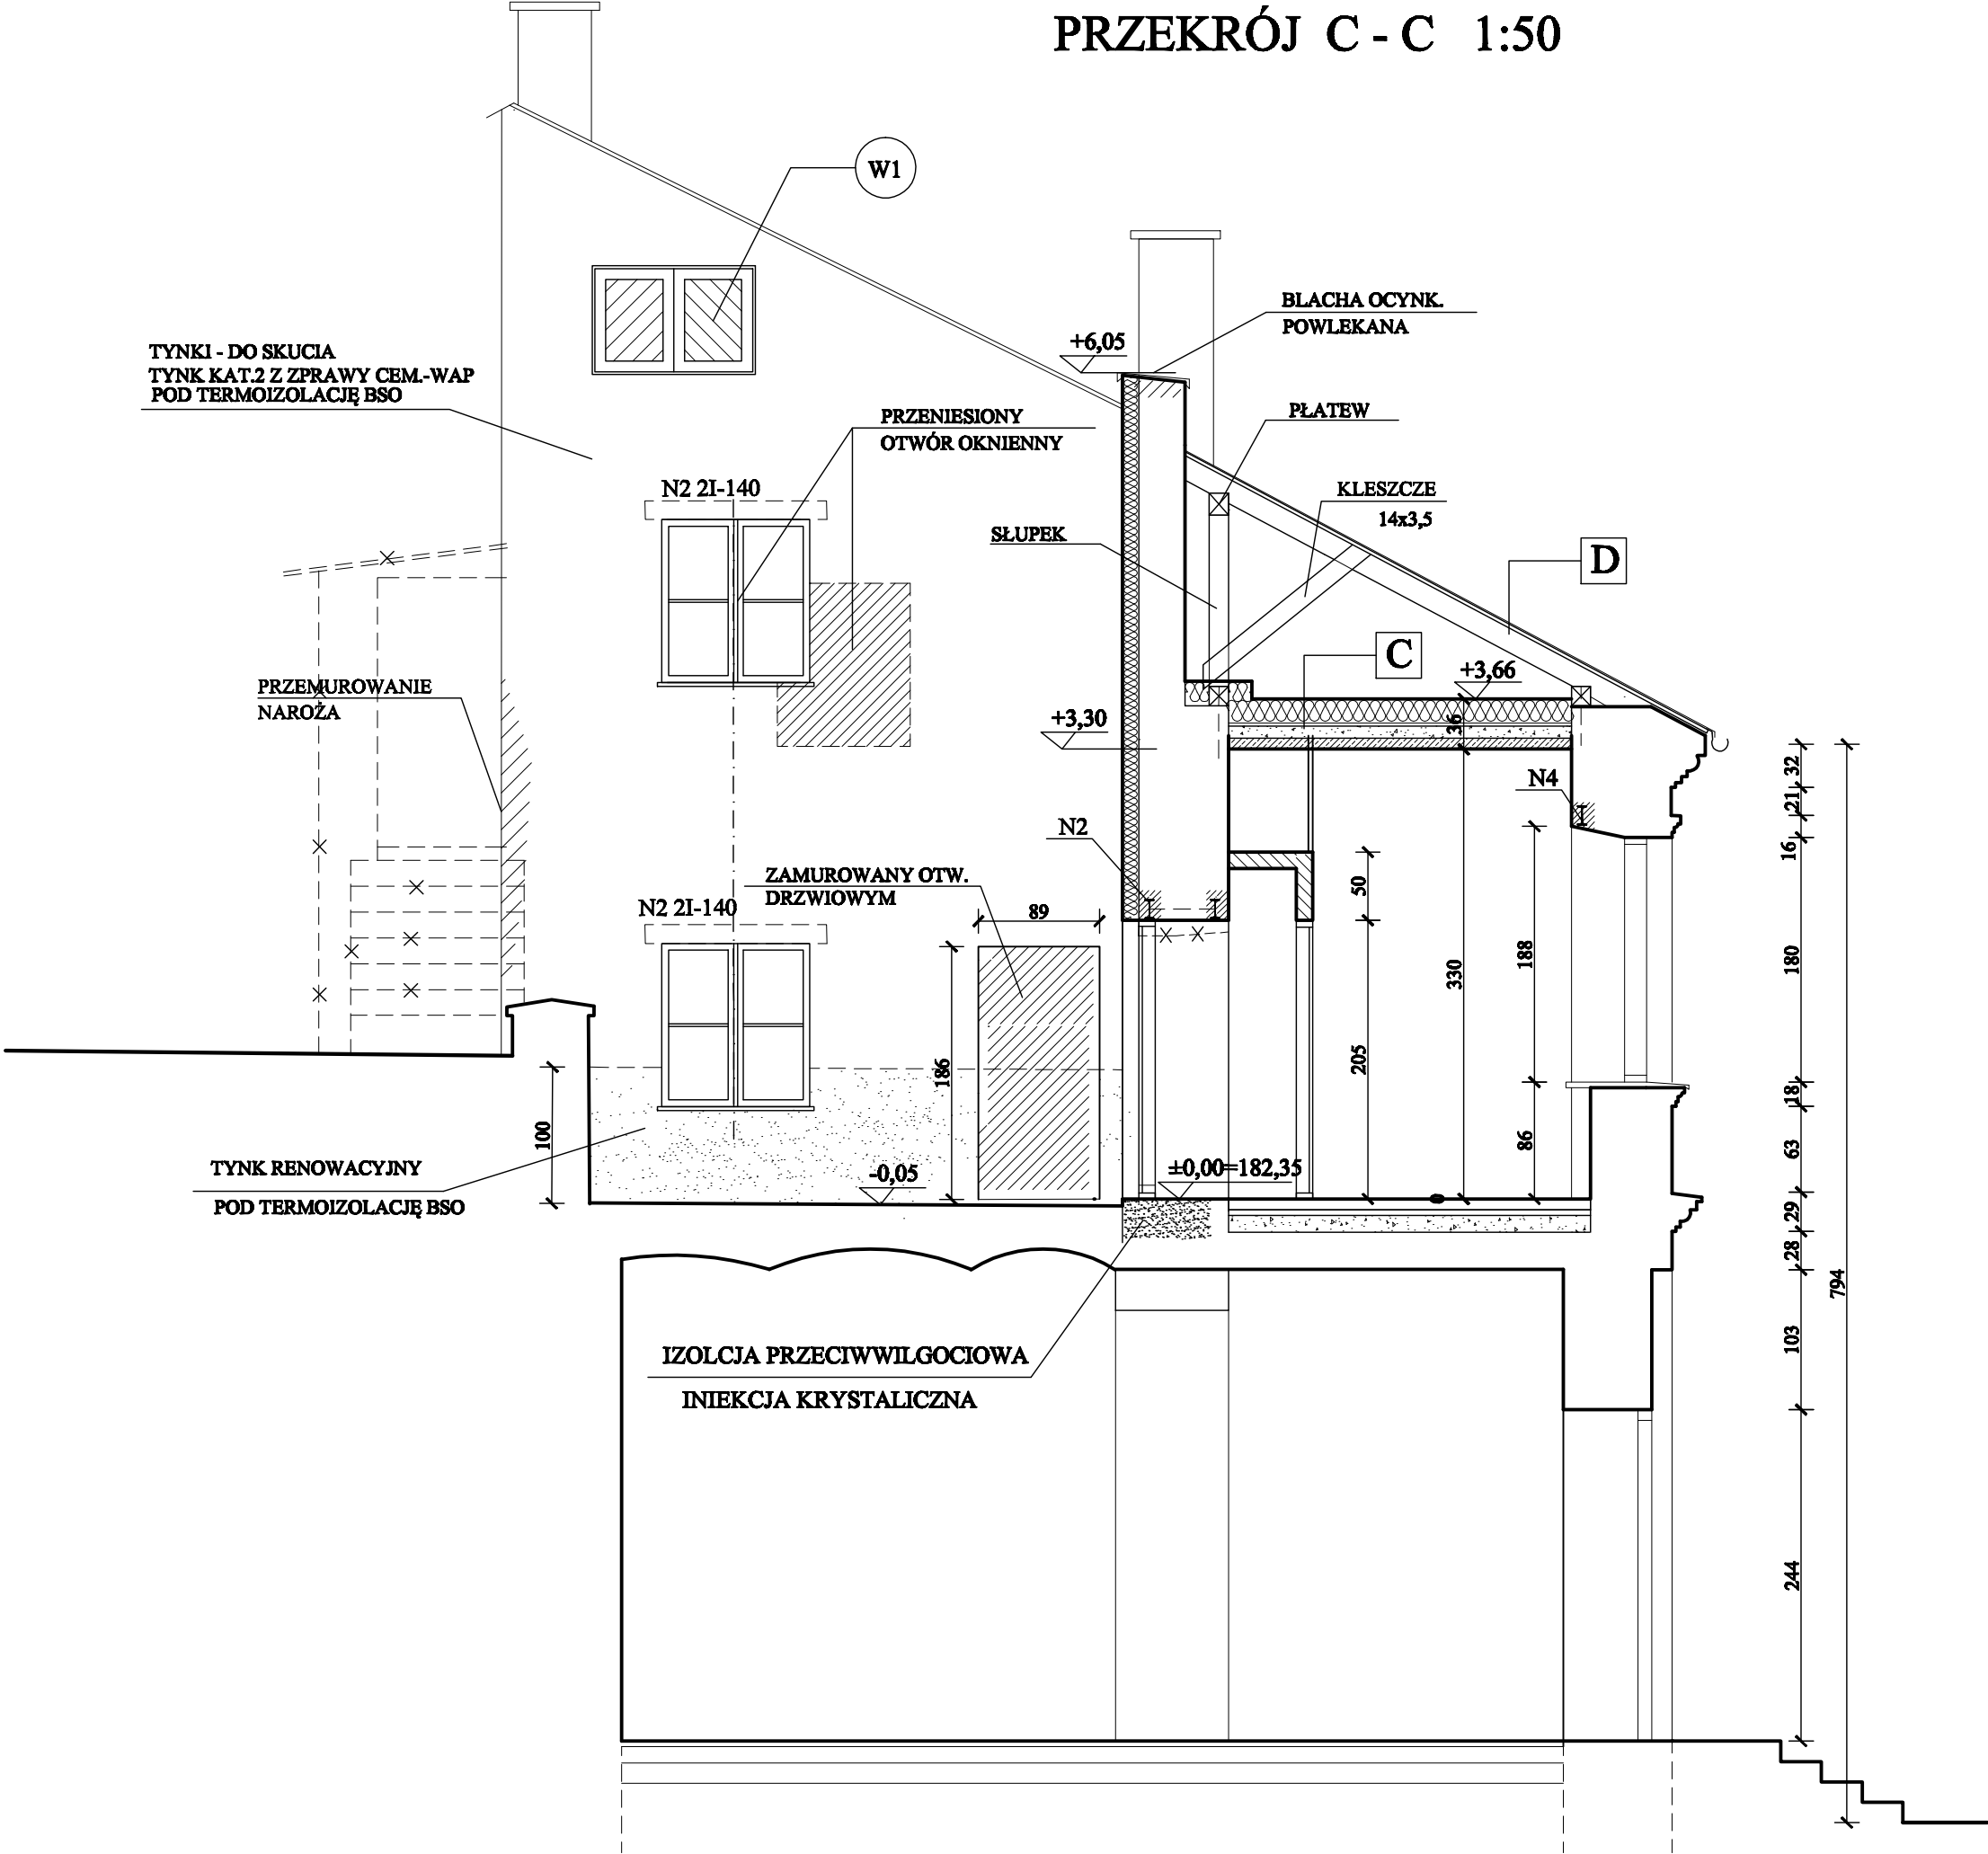 PRZEKRÓJ C - C 1:50
W1
BLACHA OCYNK.
POWLEKANA
+6,05
TYNKI - DO SKUCIA
TYNK KAT.2 Z ZPRAWY CEM.-WAP
POD TERMOIZOLACJĘ BSO
PRZENIESIONY
OTWÓR OKNIENNY
PŁATEW
N2 2I-140
KLESZCZE
14x3,5
SŁUPEK
D
C
+3,66
PRZEMUROWANIE
NAROŻA
+3,30
36
32
N4
21
N2
16
ZAMUROWANY OTW.
DRZWIOWYM
50
N2 2I-140
89
188
180
330
205
186
18
100
86
63
TYNK RENOWACYJNY
POD TERMOIZOLACJĘ BSO
-0,05
±0,00=182,35
0
29
28
794
103
IZOLCJA PRZECIWWILGOCIOWA
INIEKCJA KRYSTALICZNA
244